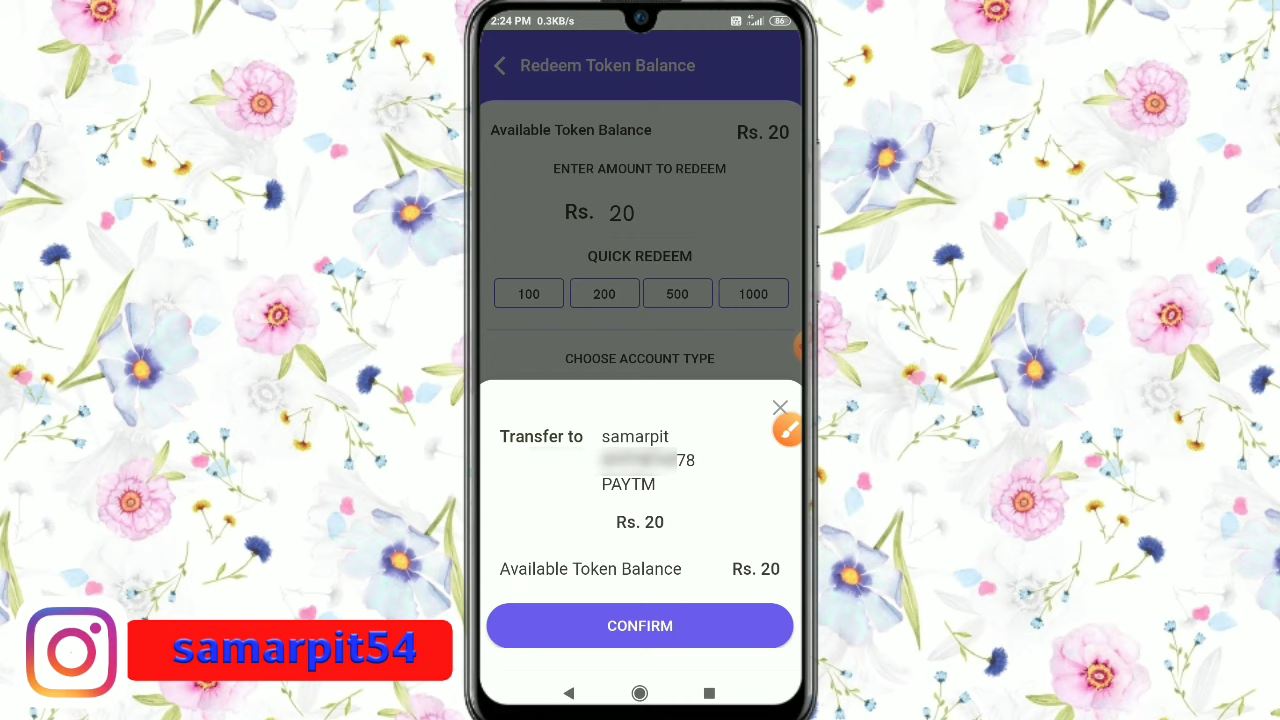 2:24 PM 0.3KB/s 4G 86
Redeem Token Balance
Available Token Balance Rs. 20
ENTER AMOUNT TO REDEEM
Rs. 20
QUICK REDEEM
100 200 500 1000
CHOOSE ACCOUNT TYPE
Transfer to samarpit
78
PAYTM
Rs. 20
Available Token Balance Rs. 20
CONFIRM
samarpit54